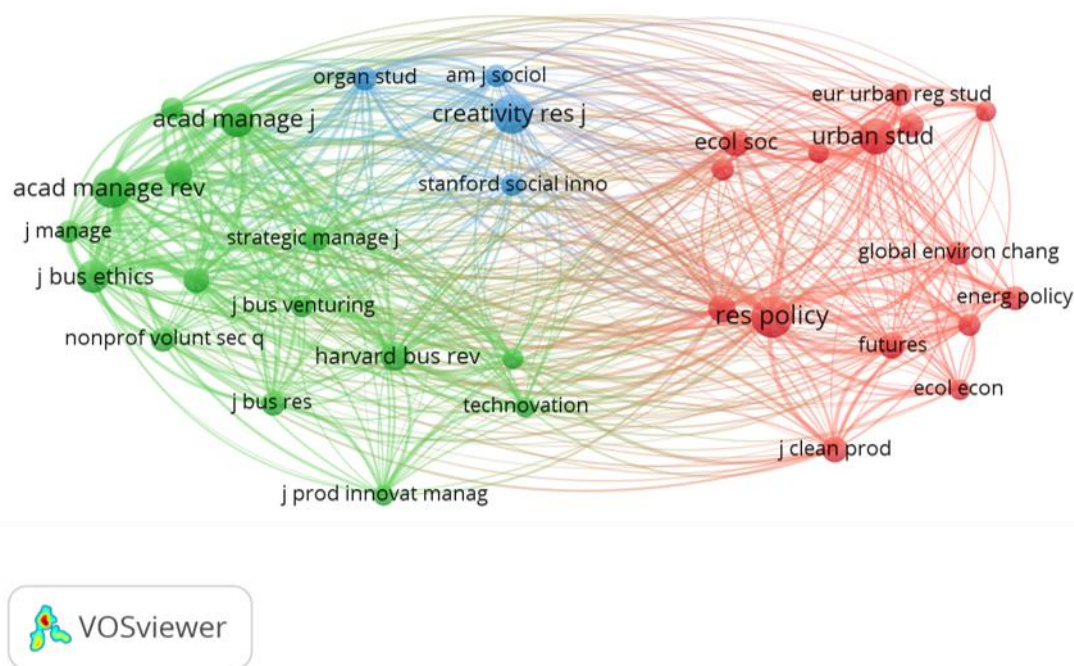 organ stud
am j sociol
acad manage j
creativity res j
eur urban reg stud
urban stud
ecol soc
acad manage rev
stanford social inno
j manage
strategic manage j
global environ chang
j bus ethics
j bus venturing
energ policy
res policy
nonprof volunt sec q
harvard bus rev
futures
j bus res
technovation
ecol econ
j clean prod
j prod innovat manag
VOSviewer